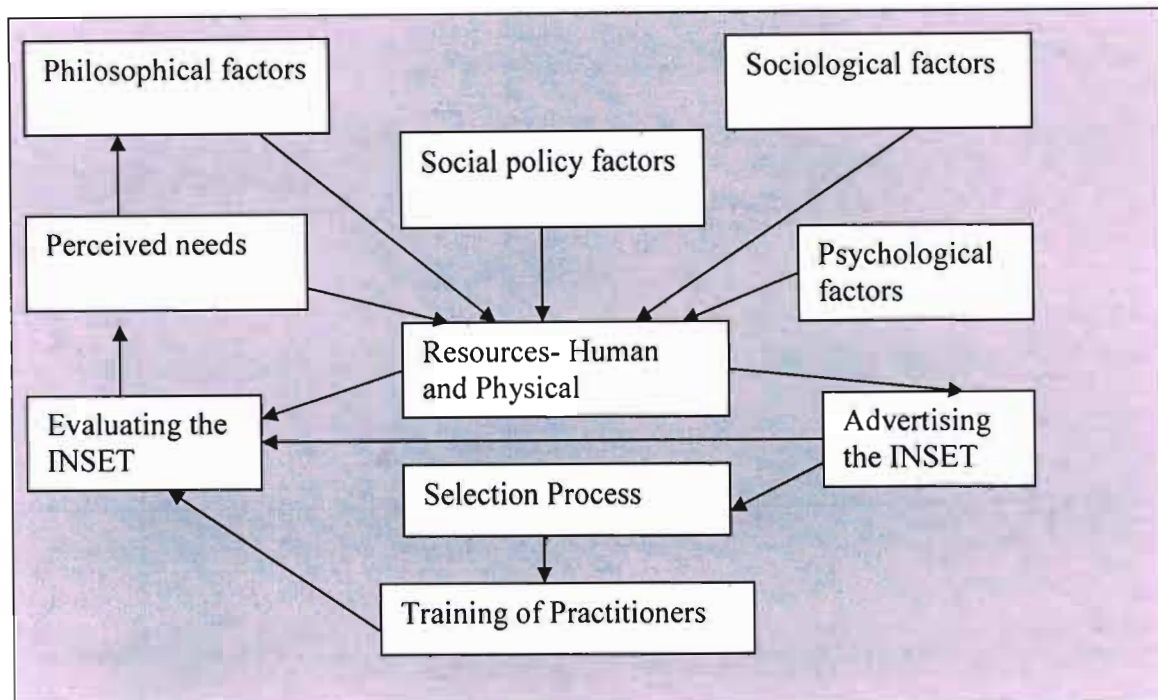 Philosophical factors
Sociological factors
Social policy factors
Perceived needs
Psychological
factors
Resources- Human
and Physical
Evaluating the
INSET
Advertising
the INSET
Selection Process
Training of Practitioners